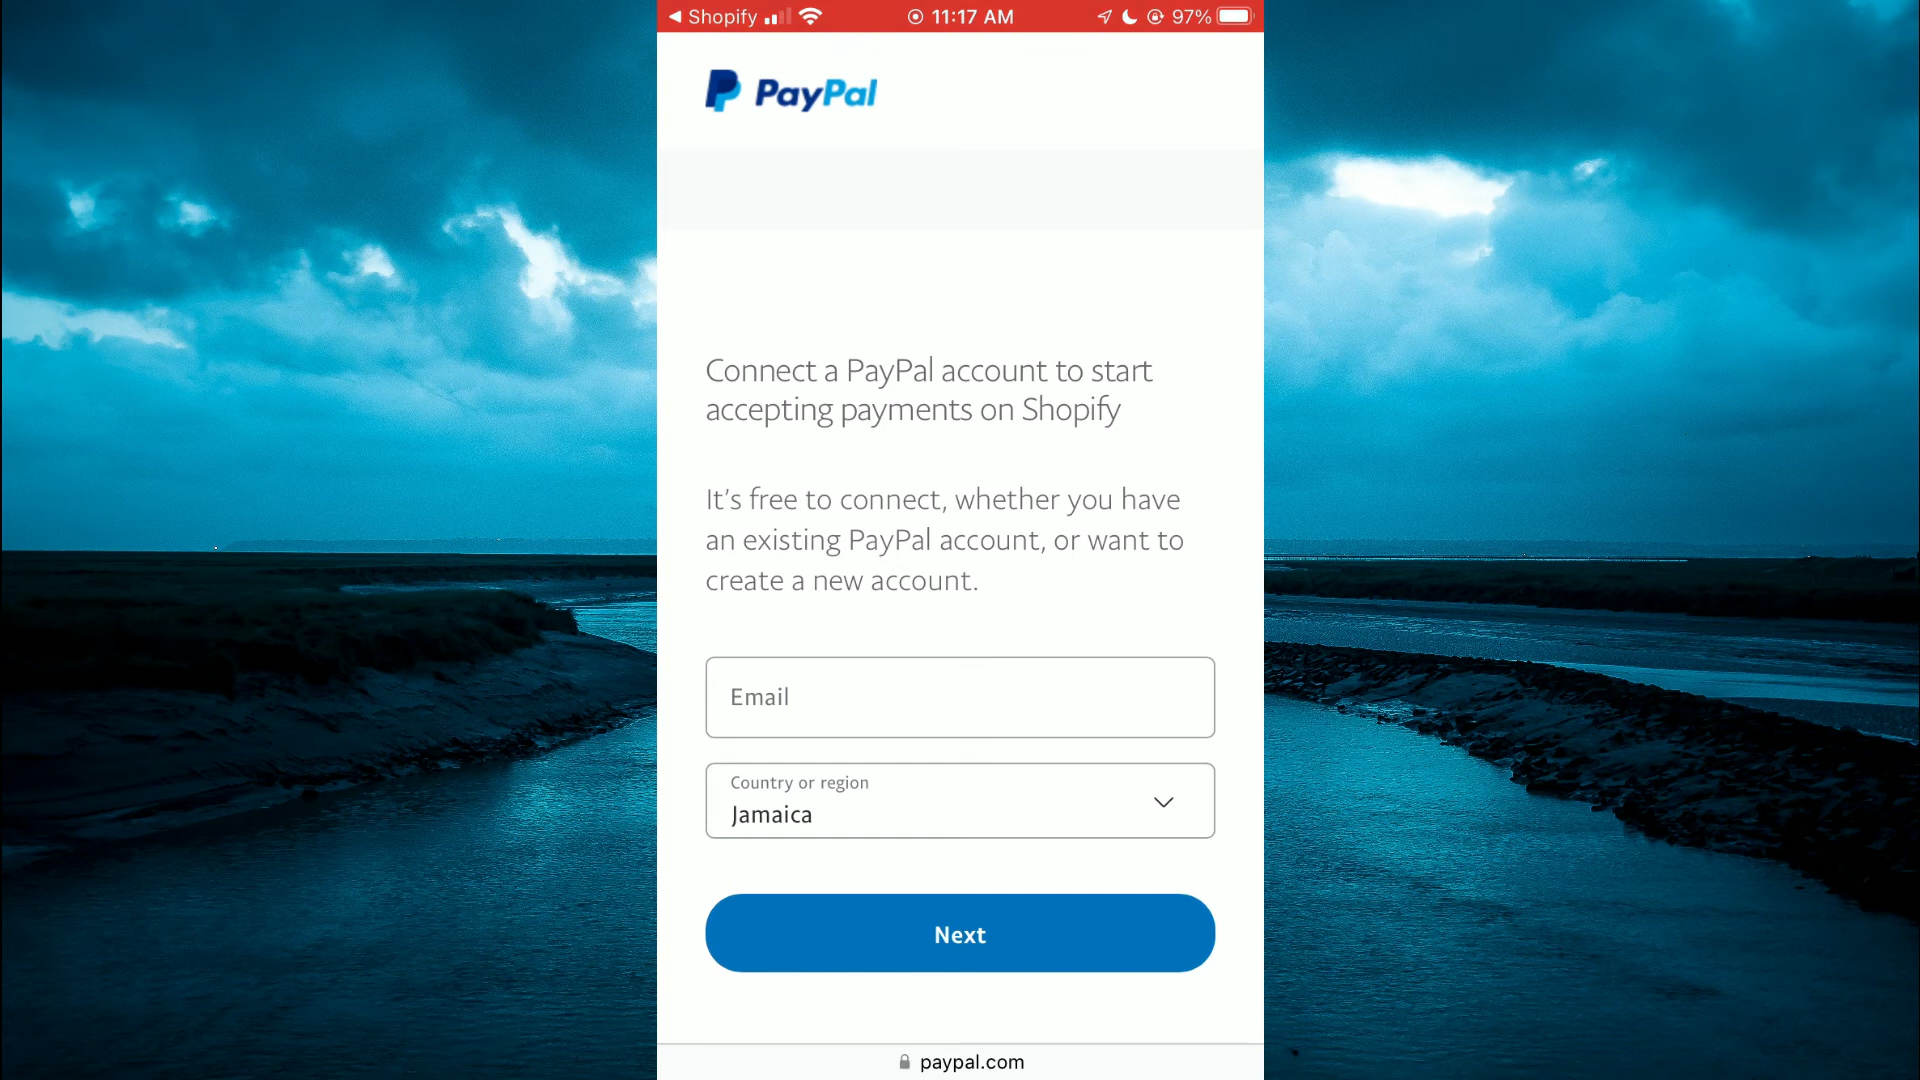 Shopify 11:17 AM 97%
PayPal
Connect a PayPal account to start
accepting payments on Shopify
It's free to connect, whether you have
an existing PayPal account, or want to
create a new account.
Email
Country or region
Jamaica
Next
paypal.com